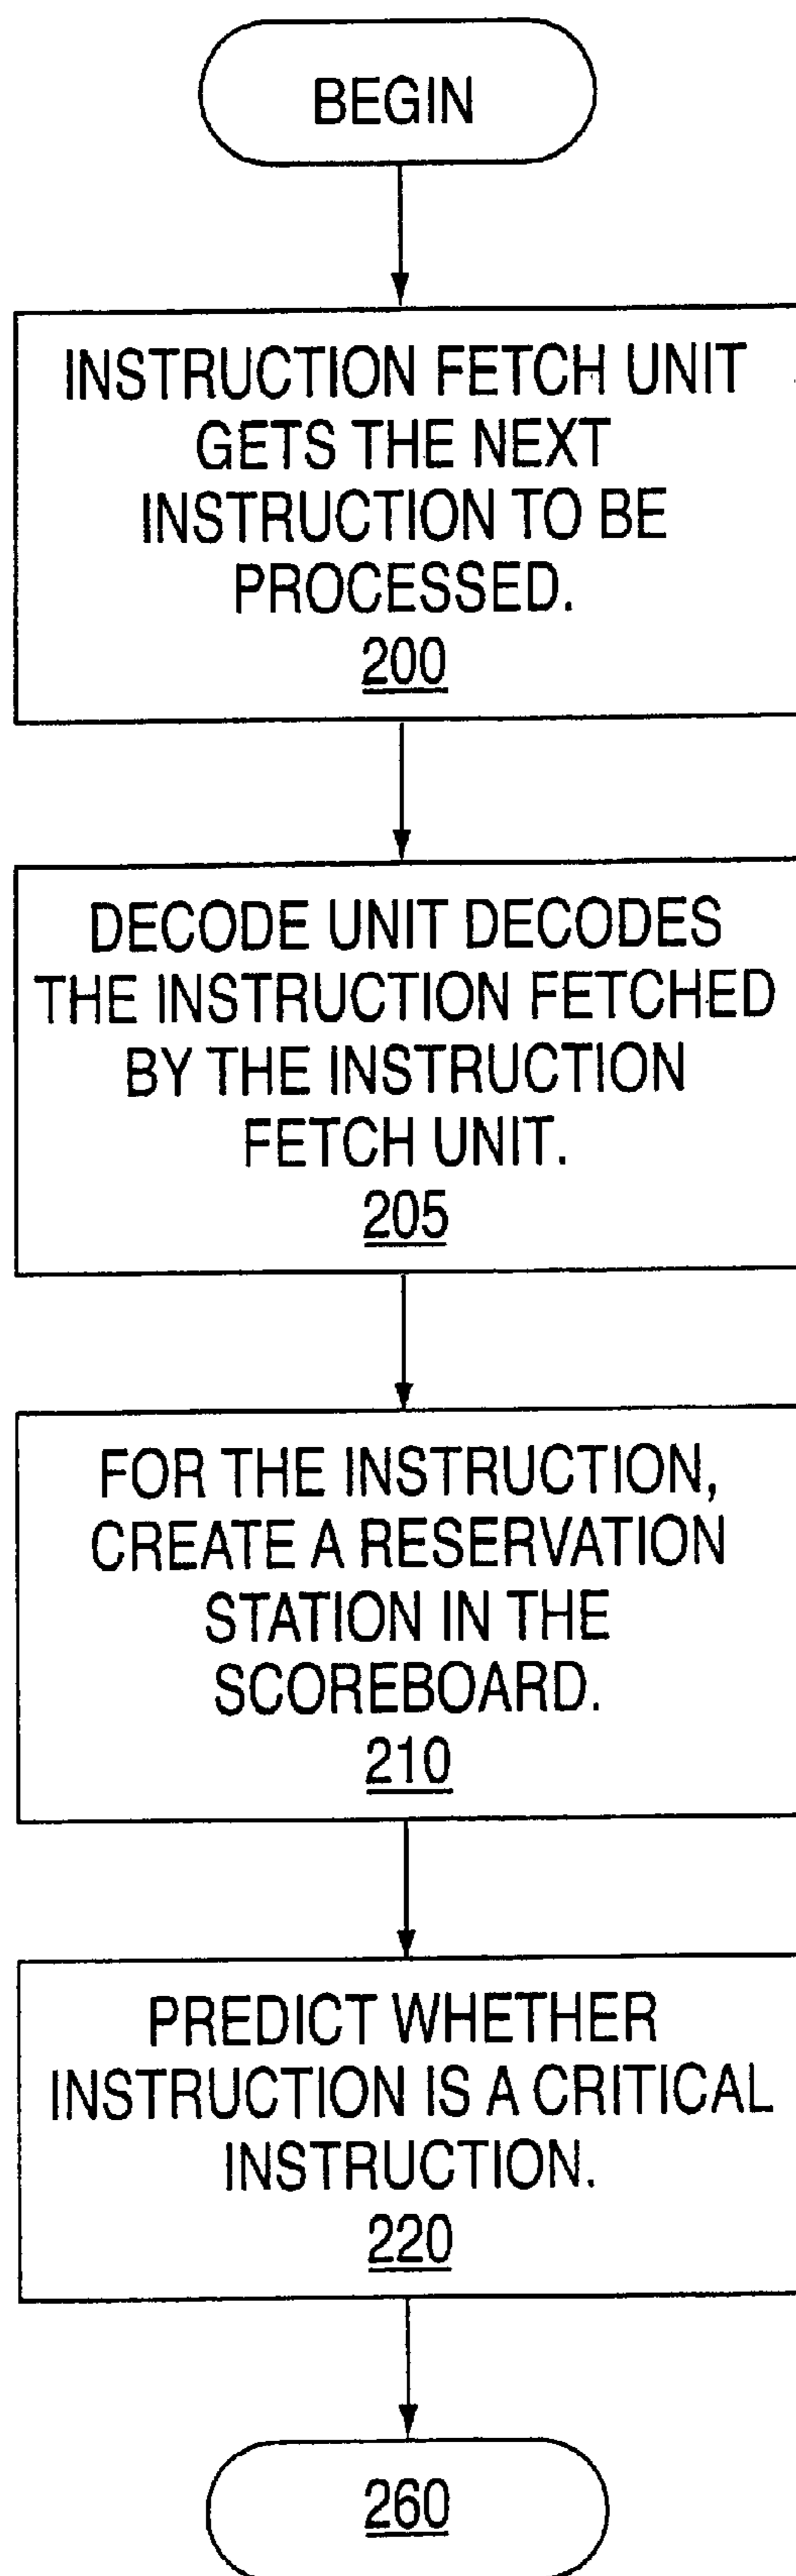 BEGIN
INSTRUCTION FETCH UNIT
GETS THE NEXT
INSTRUCTION TO BE
PROCESSED.
200
DECODE UNIT DECODES
THE INSTRUCTION FETCHED
BY THE INSTRUCTION
FETCH UNIT.
205
FOR THE INSTRUCTION,
CREATE A RESERVATION
STATION IN THE
SCOREBOARD.
210
PREDICT WHETHER
INSTRUCTION IS A CRITICAL
INSTRUCTION.
220
260